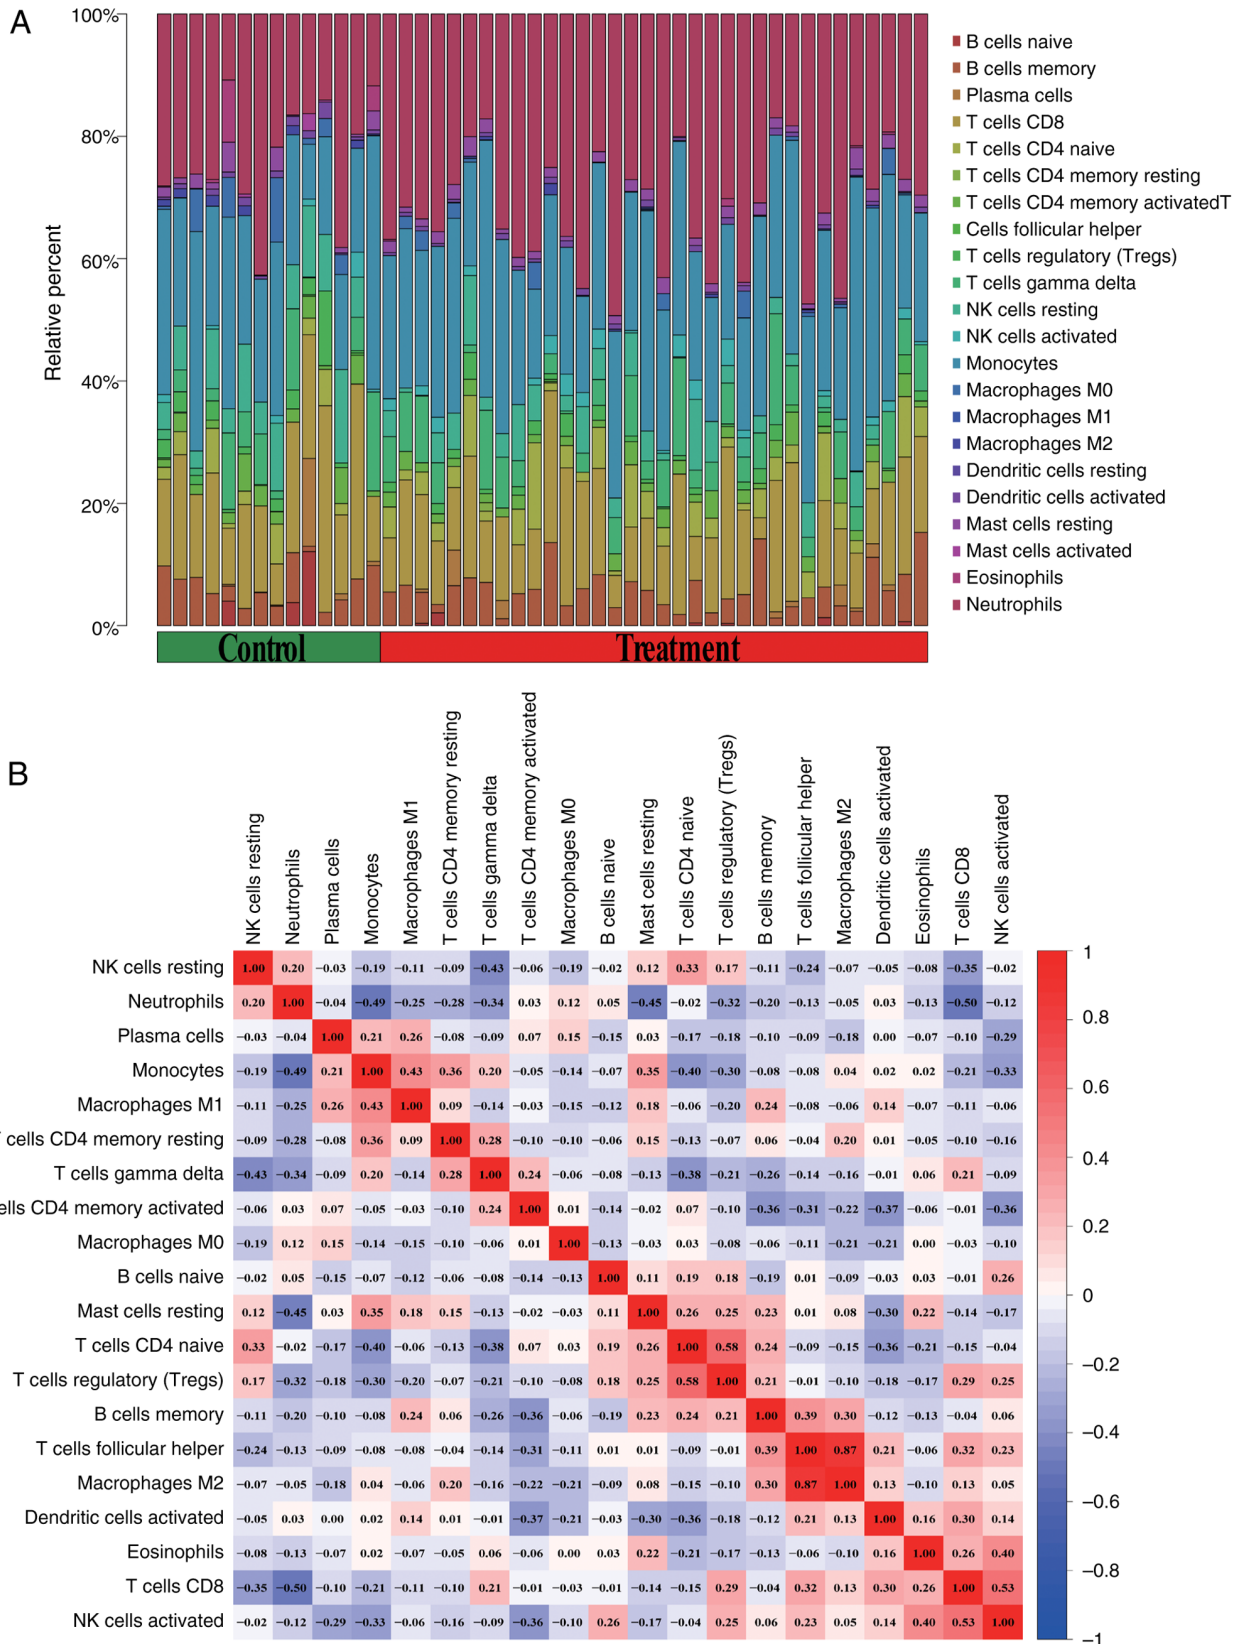 A
100%
80%
60%
40%
20%
0%
Relative percent
Control
Treatment
B cells naive
B cells memory
Plasma cells
T cells CD8
T cells CD4 naive
T cells CD4 memory resting
T cells CD4 memory activatedT
Cells follicular helper
T cells regulatory (Tregs)
T cells gamma delta
NK cells resting
NK cells activated
Monocytes
Macrophages M0
Macrophages M1
Macrophages M2
Dendritic cells resting
Dendritic cells activated
Mast cells resting
Mast cells activated
Eosinophils
Neutrophils
B
NK cells resting
Neutrophils
Plasma cells
Monocytes
Macrophages M1
T cells CD4 memory resting
T cells gamma delta
T cells CD4 memory activated
Macrophages M0
B cells naive
Mast cells resting
T cells CD4 naive
T cells regulatory (Tregs)
B cells memory
T cells follicular helper
Macrophages M2
Dendritic cells activated
Eosinophils
T cells CD8
NK cells activated
NK cells resting 1.00 0.20 −0.03 −0.19 −0.11 −0.09 −0.43 −0.06 −0.19 −0.02 0.12 0.33 0.17 −0.11 −0.24 −0.07 −0.05 −0.08 −0.35 −0.02
Neutrophils 0.20 1.00 −0.04 −0.49 −0.25 −0.28 −0.34 0.03 0.12 0.05 −0.45 −0.02 −0.32 −0.20 −0.13 −0.05 0.03 −0.13 −0.50 −0.12
Plasma cells −0.03 −0.04 1.00 0.21 0.26 −0.08 −0.09 0.07 0.15 −0.15 0.03 −0.17 −0.18 −0.10 −0.09 −0.18 0.00 −0.07 −0.10 −0.29
Monocytes −0.19 −0.49 0.21 1.00 0.43 0.36 0.20 −0.05 −0.14 −0.07 0.35 −0.40 −0.30 −0.08 −0.08 0.04 0.02 0.02 −0.21 −0.33
Macrophages M1 −0.11 −0.25 0.26 0.43 1.00 0.09 −0.14 −0.03 −0.15 −0.12 0.18 −0.06 −0.20 0.24 −0.08 −0.06 0.14 −0.07 −0.11 −0.06
cells CD4 memory resting −0.09 −0.28 −0.08 0.36 0.09 1.00 0.28 −0.10 −0.10 −0.06 0.15 −0.13 −0.07 0.06 −0.04 0.20 0.01 −0.05 −0.10 −0.16
T cells gamma delta −0.43 −0.34 −0.09 0.20 −0.14 0.28 1.00 0.24 −0.06 −0.08 −0.13 −0.38 −0.21 −0.26 −0.14 −0.16 −0.01 0.06 0.21 −0.09
ells CD4 memory activated −0.06 0.03 0.07 −0.05 −0.03 −0.10 0.24 1.00 0.01 −0.14 −0.02 0.07 −0.10 −0.36 −0.31 −0.22 −0.37 −0.06 −0.01 −0.36
Macrophages M0 −0.19 0.12 0.15 −0.14 −0.15 −0.10 −0.06 0.01 1.00 −0.13 −0.03 0.03 −0.08 −0.06 −0.11 −0.21 −0.21 0.00 −0.03 −0.10
B cells naive −0.02 0.05 −0.15 −0.07 −0.12 −0.06 −0.08 −0.14 −0.13 1.00 0.11 0.19 0.18 −0.19 0.01 −0.09 −0.03 0.03 −0.01 0.26
Mast cells resting 0.12 −0.45 0.03 0.35 0.18 0.15 −0.13 −0.02 −0.03 0.11 1.00 0.26 0.25 0.23 0.01 0.08 −0.30 0.22 −0.14 −0.17
T cells CD4 naive 0.33 −0.02 −0.17 −0.40 −0.06 −0.13 −0.38 0.07 0.03 0.19 0.26 1.00 0.58 0.24 −0.09 −0.15 −0.36 −0.21 −0.15 −0.04
T cells regulatory (Tregs) 0.17 −0.32 −0.18 −0.30 −0.20 −0.07 −0.21 −0.10 −0.08 0.18 0.25 0.58 1.00 0.21 −0.01 −0.10 −0.18 −0.17 0.29 0.25
B cells memory −0.11 −0.20 −0.10 −0.08 0.24 0.06 −0.26 −0.36 −0.06 −0.19 0.23 0.24 0.21 1.00 0.39 0.30 −0.12 −0.13 −0.04 0.06
T cells follicular helper −0.24 −0.13 −0.09 −0.08 −0.08 −0.04 −0.14 −0.31 −0.11 0.01 0.01 −0.09 −0.01 0.39 1.00 0.87 0.21 −0.06 0.32 0.23
Macrophages M2 −0.07 −0.05 −0.18 0.04 −0.06 0.20 −0.16 −0.22 −0.21 −0.09 0.08 −0.15 −0.10 0.30 0.87 1.00 0.13 −0.10 0.13 0.05
Dendritic cells activated −0.05 0.03 0.00 0.02 0.14 0.01 −0.01 −0.37 −0.21 −0.03 −0.30 −0.36 −0.18 −0.12 0.21 0.13 1.00 0.16 0.30 0.14
Eosinophils −0.08 −0.13 −0.07 0.02 −0.07 −0.05 0.06 −0.06 0.00 0.03 0.22 −0.21 −0.17 −0.13 −0.06 −0.10 0.16 1.00 0.26 0.40
T cells CD8 −0.35 −0.50 −0.10 −0.21 −0.11 −0.10 0.21 −0.01 −0.03 −0.01 −0.14 −0.15 0.29 −0.04 0.32 0.13 0.30 0.26 1.00 0.53
NK cells activated −0.02 −0.12 −0.29 −0.33 −0.06 −0.16 −0.09 −0.36 −0.10 0.26 −0.17 −0.04 0.25 0.06 0.23 0.05 0.14 0.40 0.53 1.00
1
0.8
0.6
0.4
0.2
0
−0.2
−0.4
−0.6
−0.8
−1